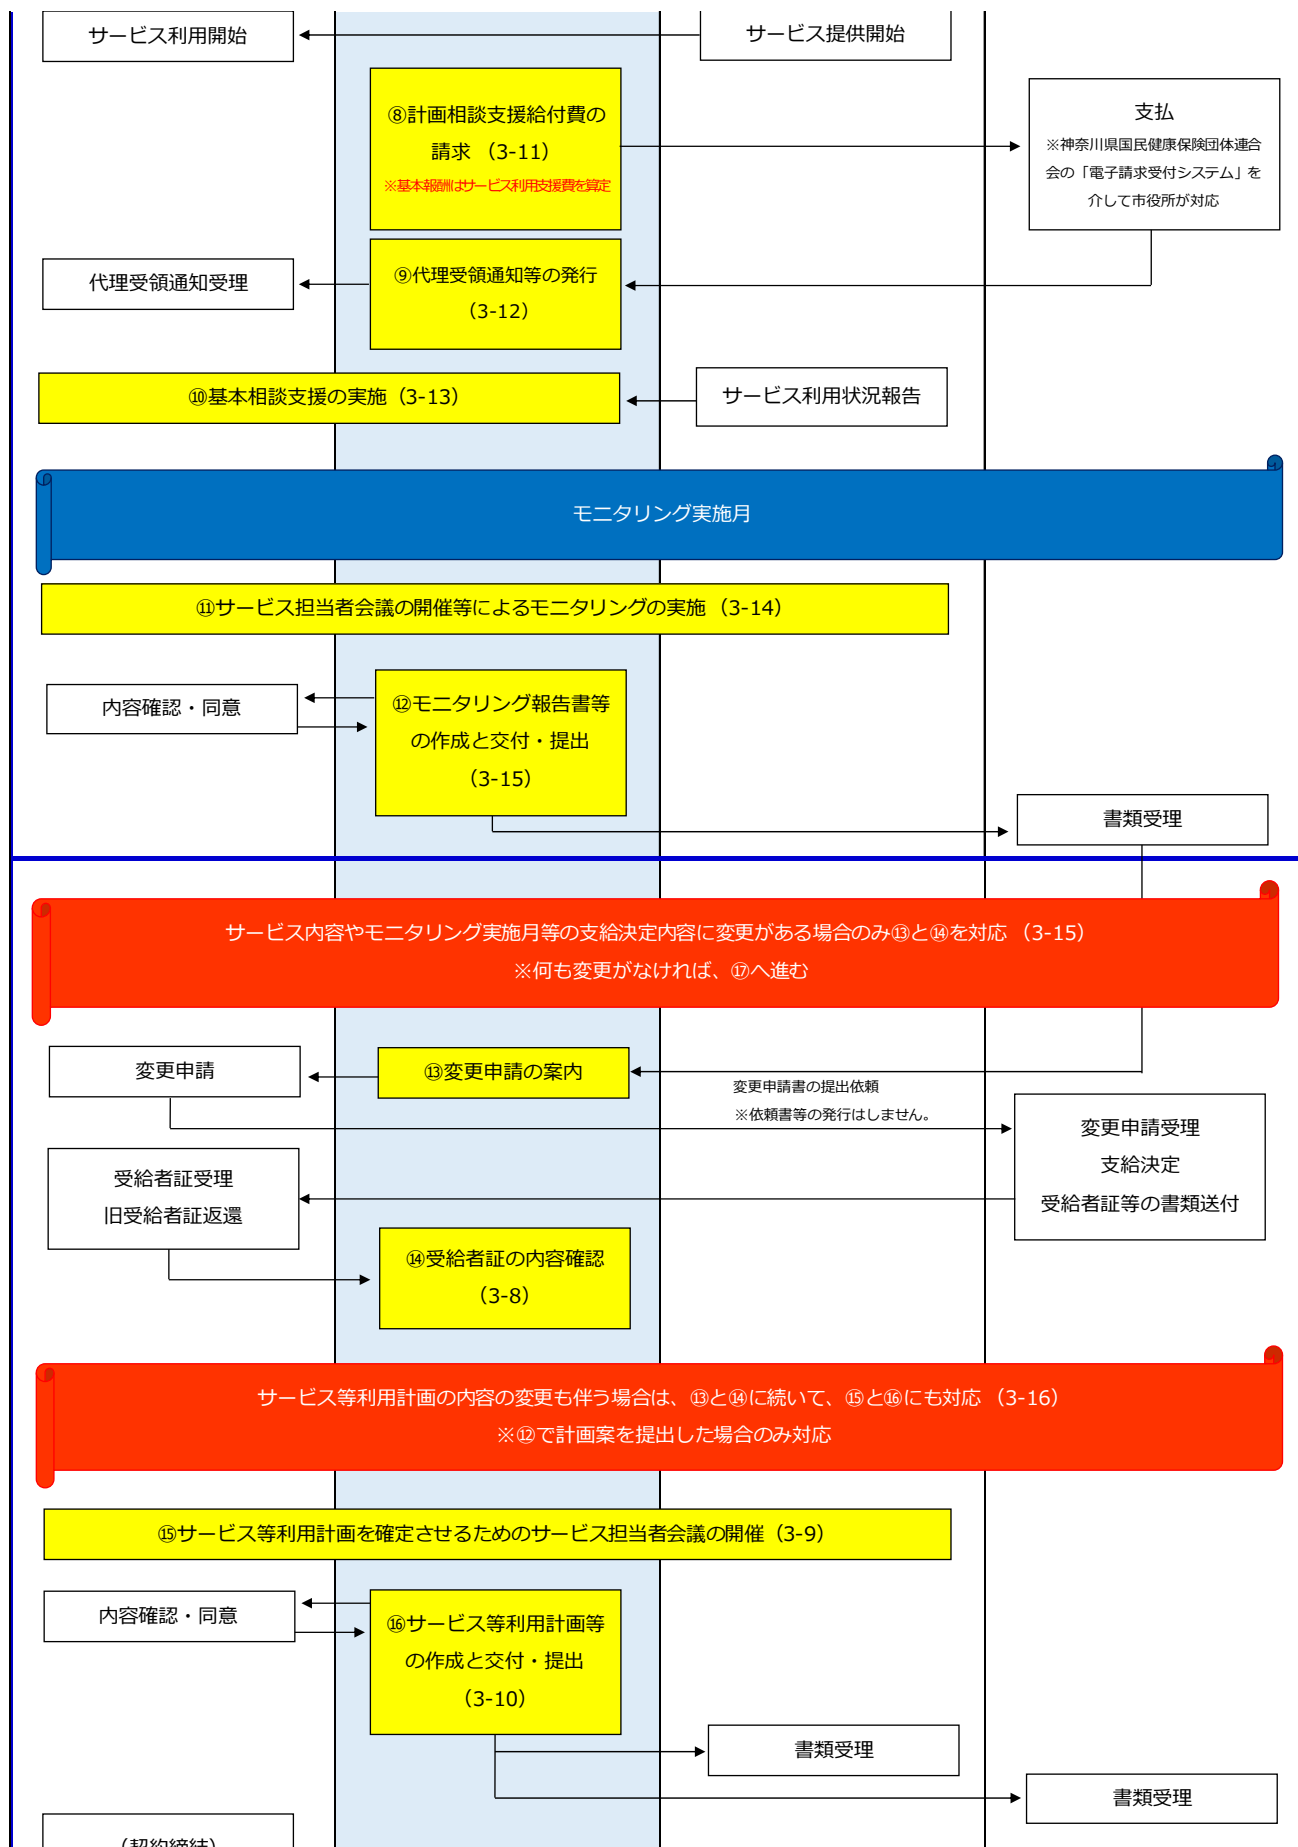 サービス利用開始
サービス提供開始
⑧計画相談支援給付費の
請求 （3-11）
※基本報酬はサービス利用支援費を算定
支払
※神奈川県国民健康保険団体連合
会の「電子請求受付システム」を
介して市役所が対応
代理受領通知受理
⑨代理受領通知等の発行
（3-12）
⑩基本相談支援の実施（3-13）
サービス利用状況報告
モニタリング実施月
⑪サービス担当者会議の開催等によるモニタリングの実施 （3-14）
内容確認・同意
⑫モニタリング報告書等
の作成と交付・提出
（3-15）
書類受理
サービス内容やモニタリング実施月等の支給決定内容に変更がある場合のみ⑬と⑭を対応 （3-15）
※何も変更がなければ、⑰へ進む
変更申請
⑬変更申請の案内
変更申請書の提出依頼
※依頼書等の発行はしません。
変更申請受理
支給決定
受給者証等の書類送付
受給者証受理
旧受給者証返還
⑭受給者証の内容確認
（3-8）
サービス等利用計画の内容の変更も伴う場合は、⑬と⑭に続いて、⑮と⑯にも対応 （3-16）
※⑫で計画案を提出した場合のみ対応
⑮サービス等利用計画を確定させるためのサービス担当者会議の開催（3-9）
内容確認・同意
⑯サービス等利用計画等
の作成と交付・提出
（3-10）
書類受理
書類受理
（契約締結）